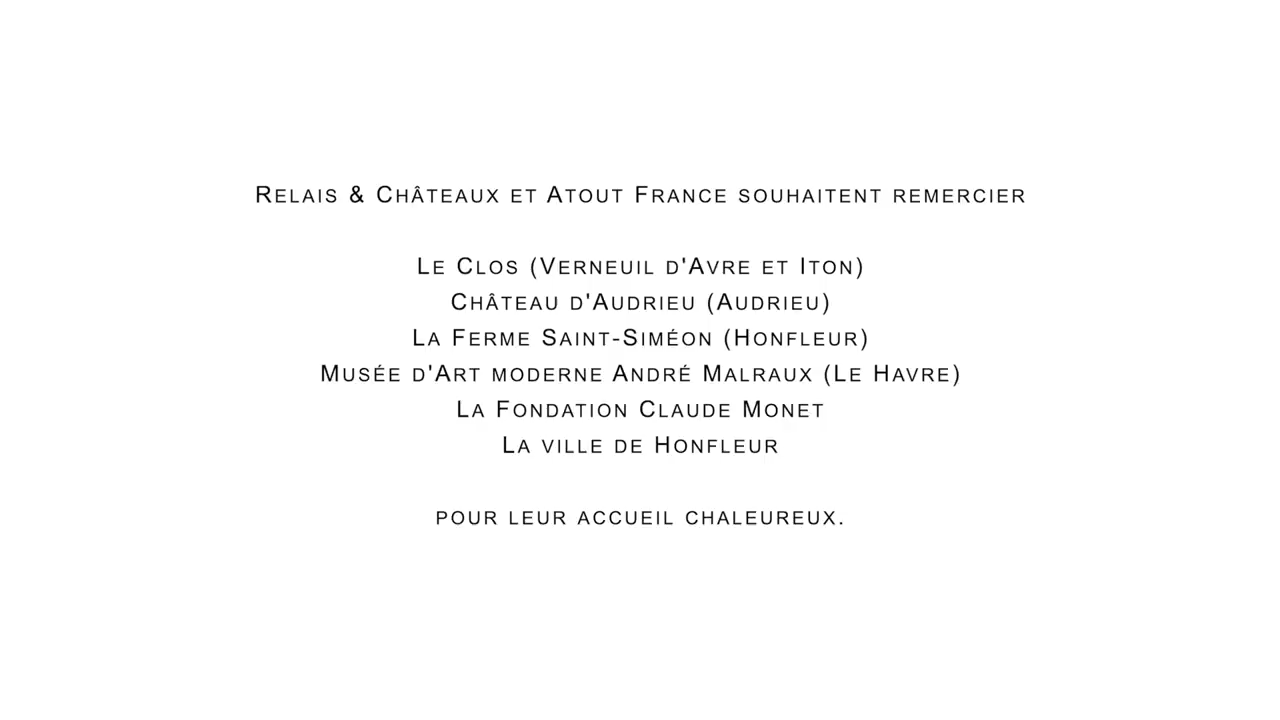 Relais & Châteaux et Atout France souhaitent remercier
Le Clos (Verneuil d'Avre et Iton)
Château d'Audrieu (Audrieu)
La Ferme Saint-Siméon (Honfleur)
Musée d'Art moderne André Malraux (Le Havre)
La Fondation Claude Monet
La ville de Honfleur
pour leur accueil chaleureux.